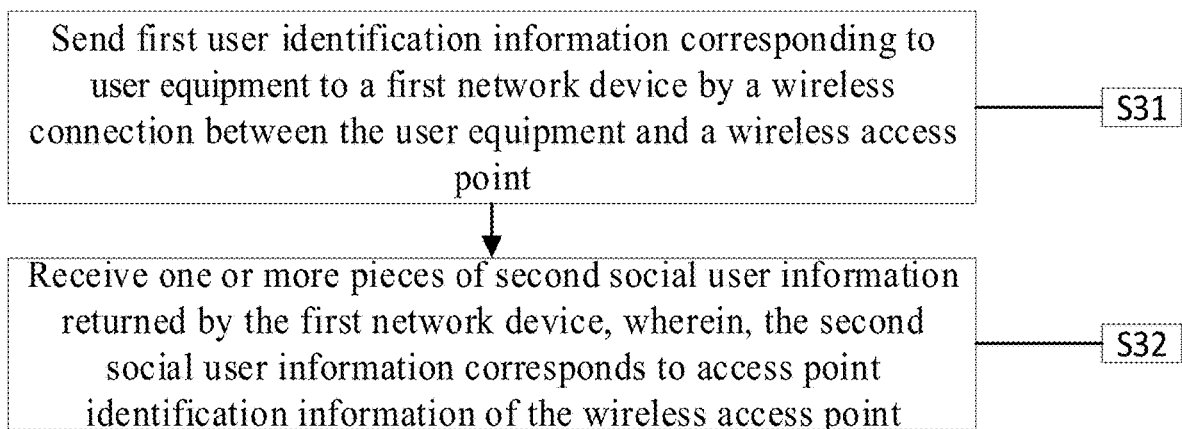 Send first user identification information corresponding to
user equipment to a first network device by a wireless
connection between the user equipment and a wireless access
point
S31
Receive one or more pieces of second social user information
returned by the first network device, wherein, the second
social user information corresponds to access point
identification information of the wireless access point
S32